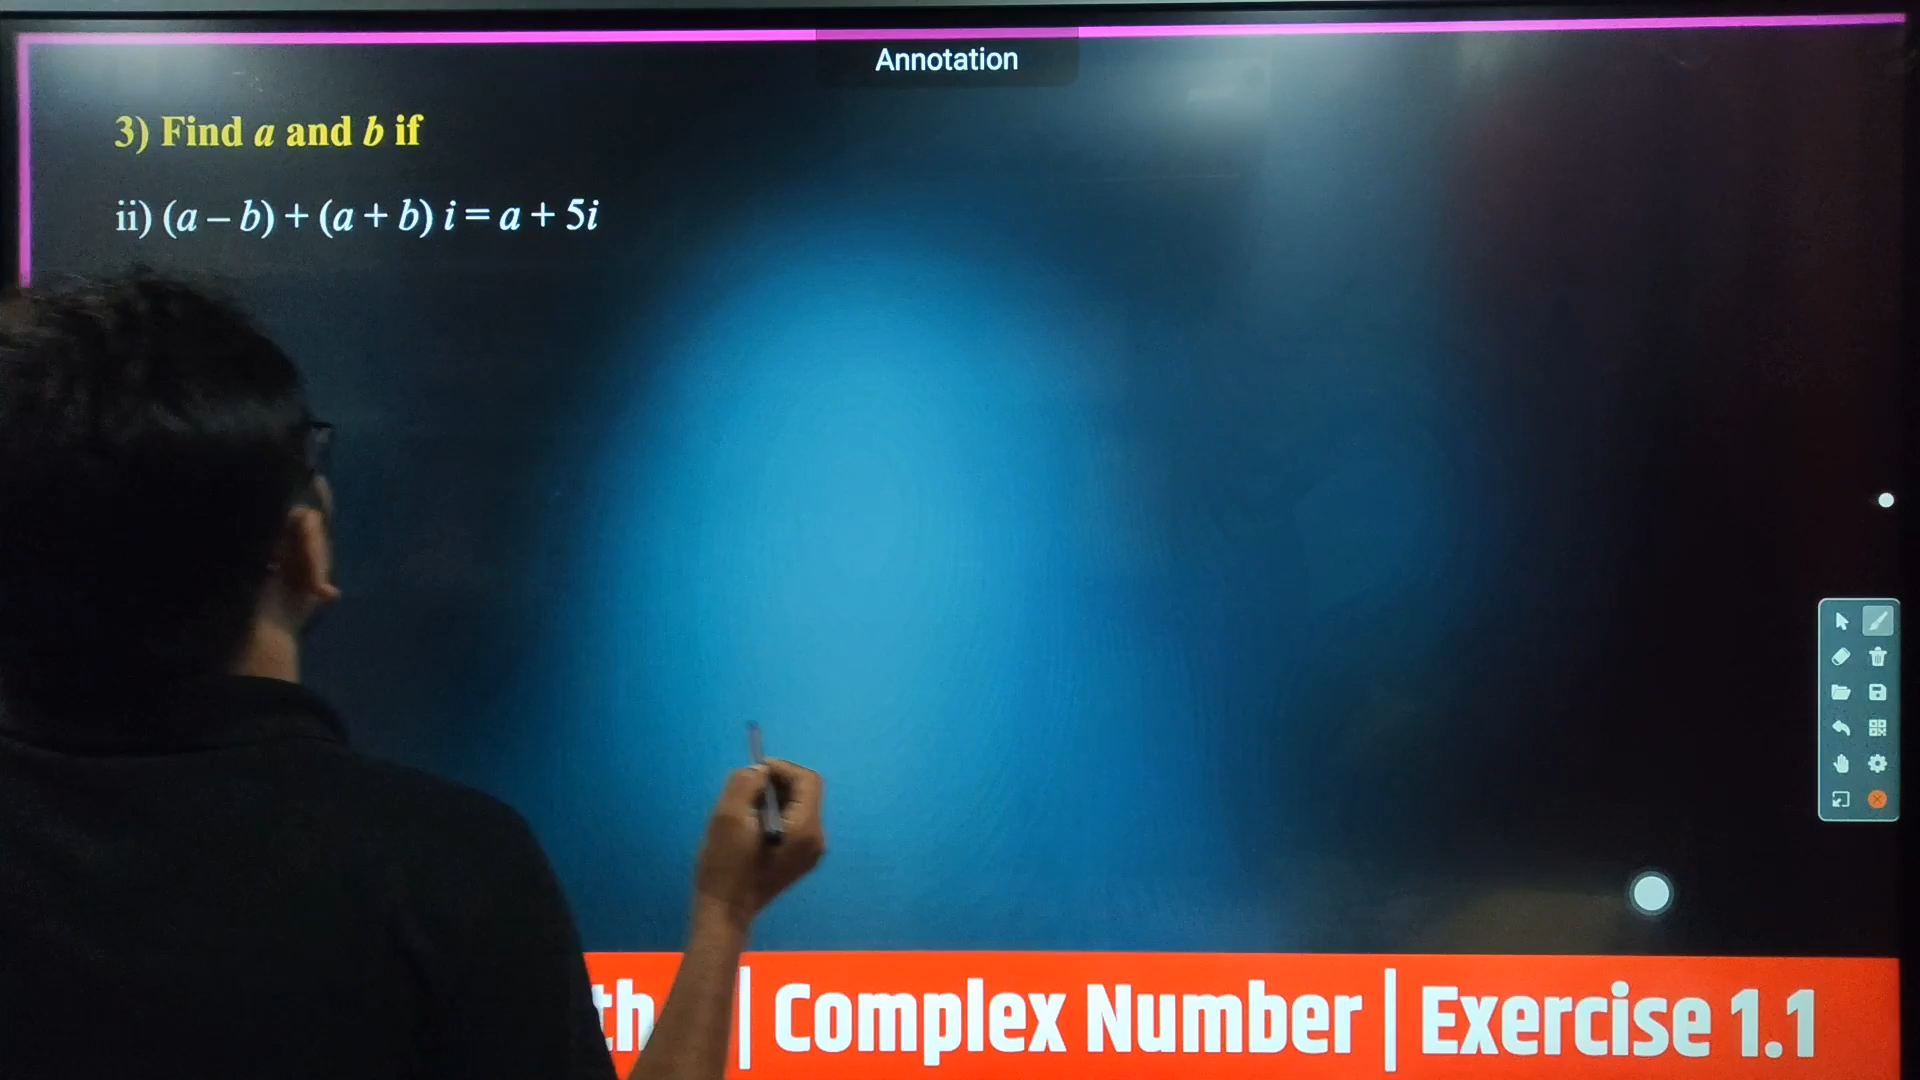 Annotation
3) Find a and b if
ii) (a – b) + (a + b) i = a + 5i
| Complex Number | Exercise 1.1